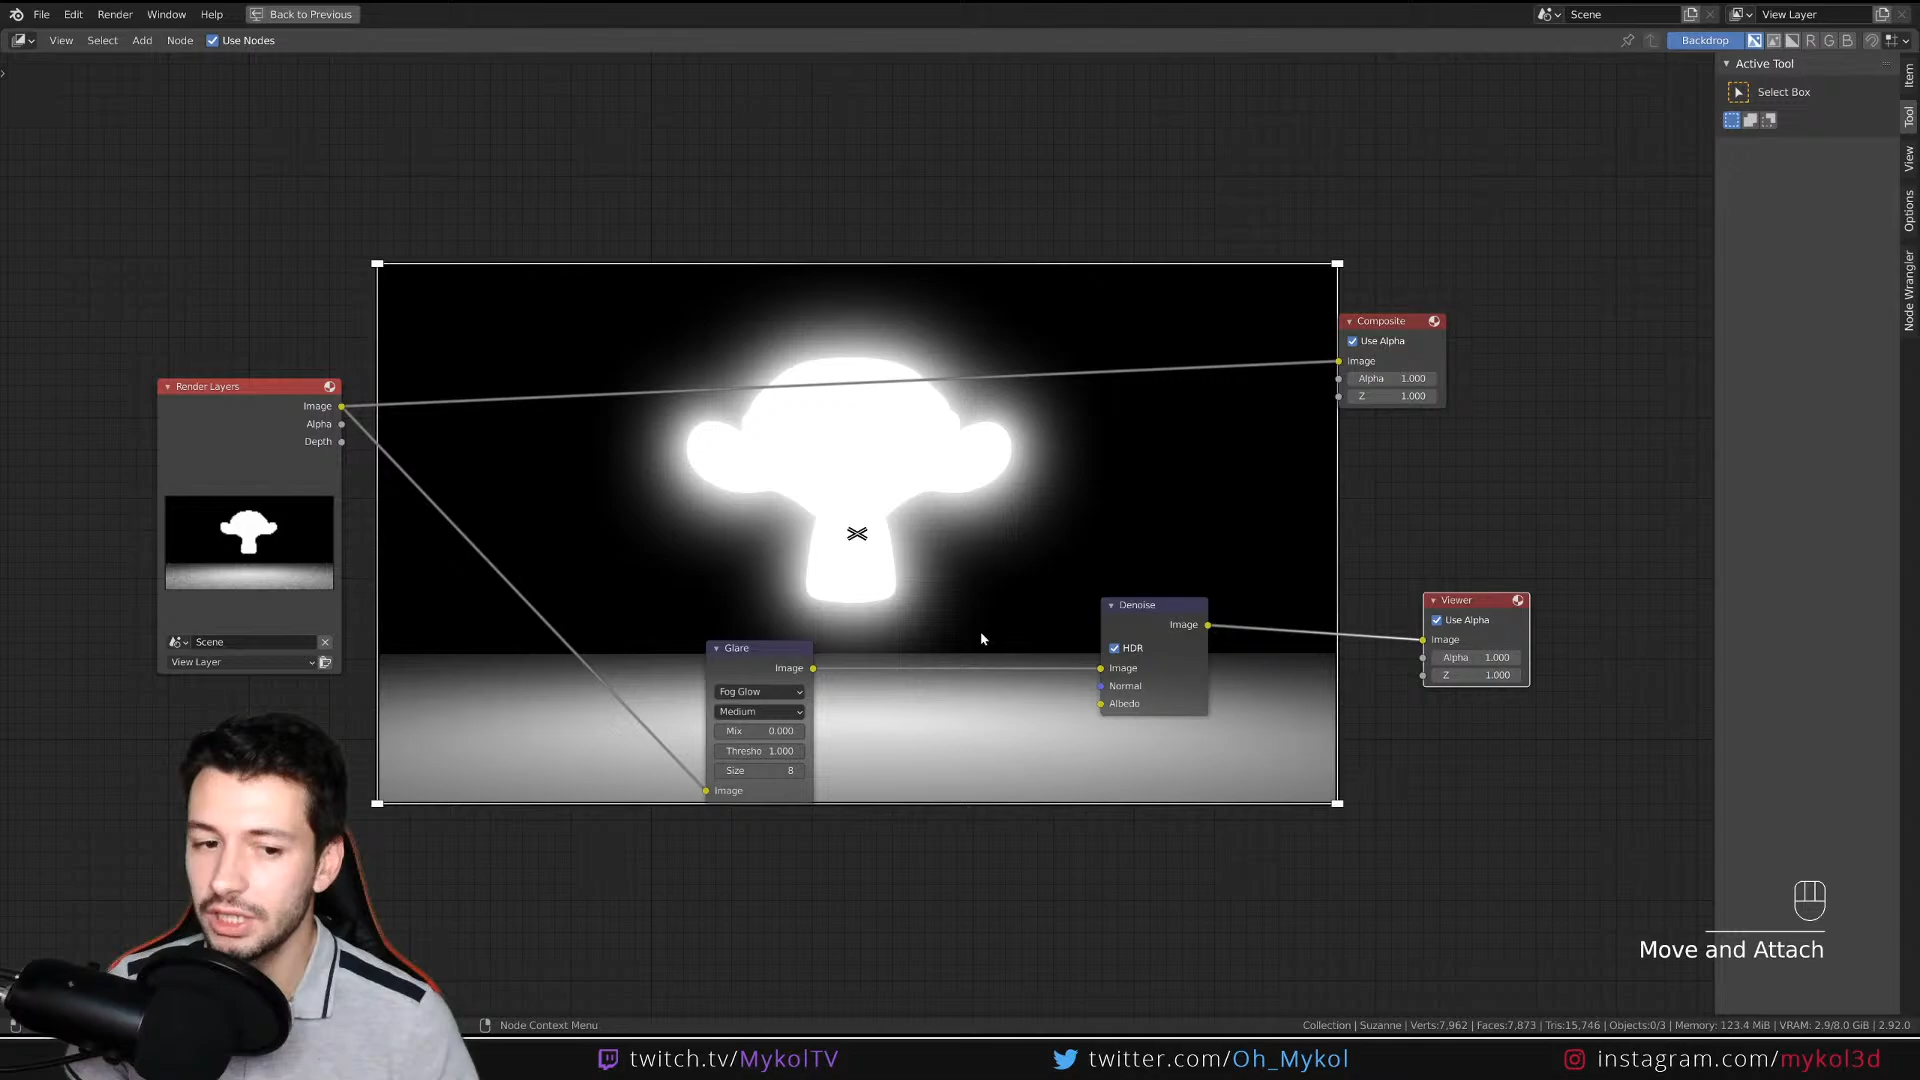 File Edit Render Window Help Back to Previous Scene View Layer
View Select Add Node Use Nodes Backdrop R G B
Active Tool
Select Box
Item
Tool
View
Options
Node Wrangler
Render Layers
Image
Alpha
Depth
Scene
View Layer
Composite
Use Alpha
Image
Alpha 1.000
Z 1.000
Glare
Image
Fog Glow
Medium
Mix 0.000
Thresho 1.000
Size 8
Image
Denoise
Image
HDR
Image
Normal
Albedo
Viewer
Use Alpha
Image
Alpha 1.000
Z 1.000
Move and Attach
Node Context Menu
Collection | Suzanne | Verts:7,962 | Faces:7,873 | Tris:15,746 | Objects:0/3 | Memory: 123.4 MiB | VRAM: 2.9/8.0 GiB | 2.92.0
twitch.tv/MykolTV twitter.com/Oh_Mykol instagram.com/mykol3d